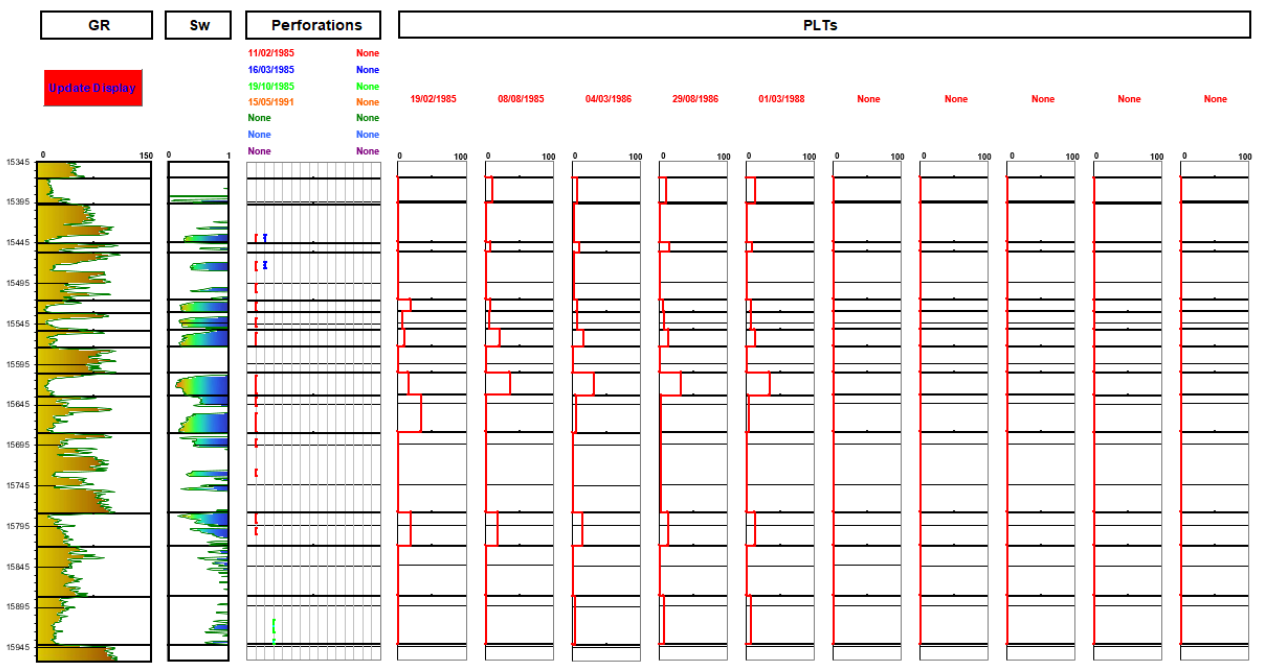 GR Sw Perforations PLTs
11/02/1985 None
16/03/1985 None
Update Display
19/10/1985 None
15/05/1991 None
19/02/1985 08/08/1985 04/03/1986 29/08/1986 01/03/1988 None None None None None
None None
None None
None None
0 150 0 1 0 100 0 100 0 100 0 100 0 100 0 100 0 100 0 100 0 100 0 100
15345
15395
15445
15495
15545
15595
15645
15695
15745
15795
15845
15895
15945